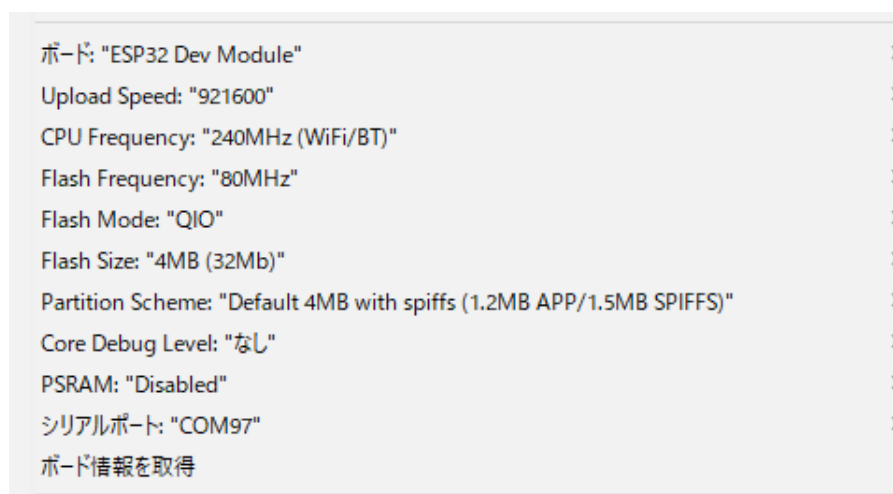 ボード: "ESP32 Dev Module"
Upload Speed: "921600"
CPU Frequency: "240MHz (WiFi/BT)"
Flash Frequency: "80MHz"
Flash Mode: "QIO"
Flash Size: "4MB (32Mb)"
Partition Scheme: "Default 4MB with spiffs (1.2MB APP/1.5MB SPIFFS)"
Core Debug Level: "なし"
PSRAM: "Disabled"
シリアルポート: "COM97"
ボード情報を取得